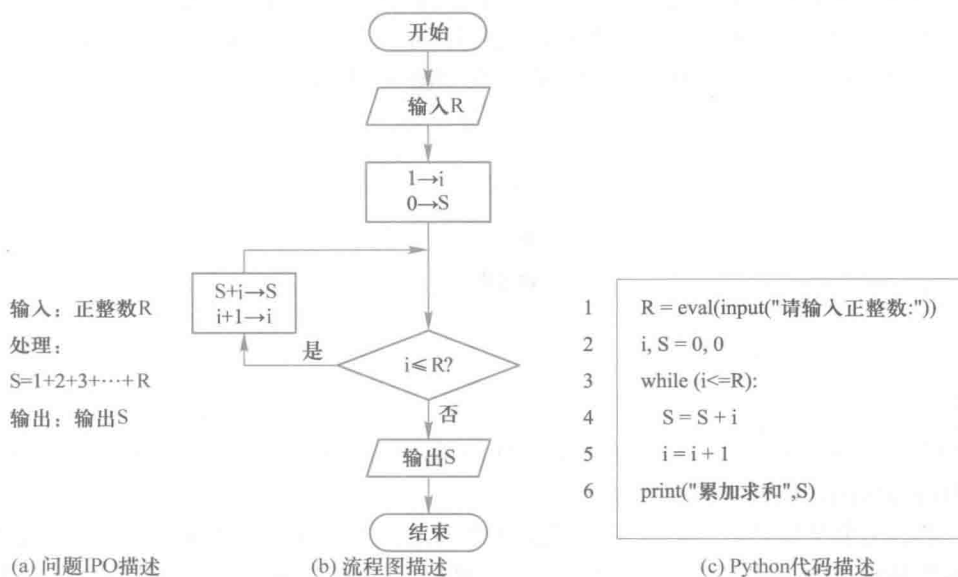 开始
输入R
1→i
0→S
S+i→S
i+1→i
是
i≤R?
否
输出S
结束
输入：正整数R
处理：
S=1+2+3+⋯+R
输出：输出S
1 R = eval(input("请输入正整数:"))
2 i, S = 0, 0
3 while (i<=R):
4 S = S + i
5 i = i + 1
6 print("累加求和",S)
(a) 问题IPO描述
(b) 流程图描述
(c) Python代码描述